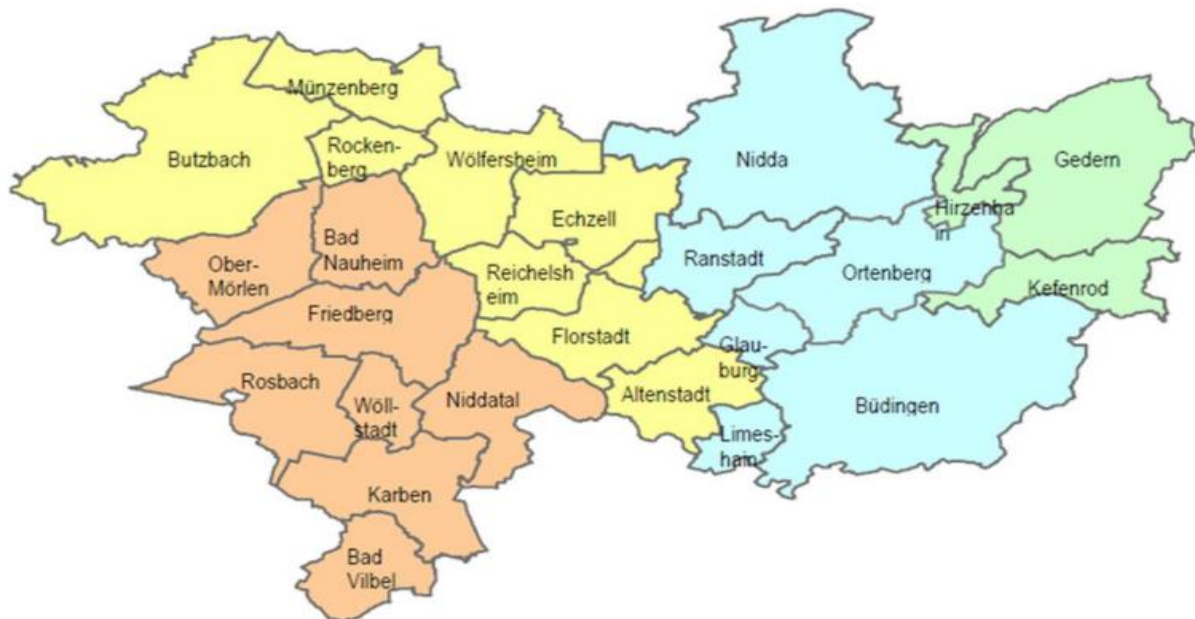 Münzenberg
Butzbach
Rocken-
berg
Wölfersheim
Nidda
Gedern
Echzell
Hirzenha
in
Bad
Nauheim
Ober-
Mörlen
Reichelsh
eim
Ranstadt
Ortenberg
Kefenrod
Friedberg
Florstadt
Glau-
burg
Rosbach
Wöll-
stadt
Niddatal
Altenstadt
Büdingen
Limes-
hain
Karben
Bad
Vilbel